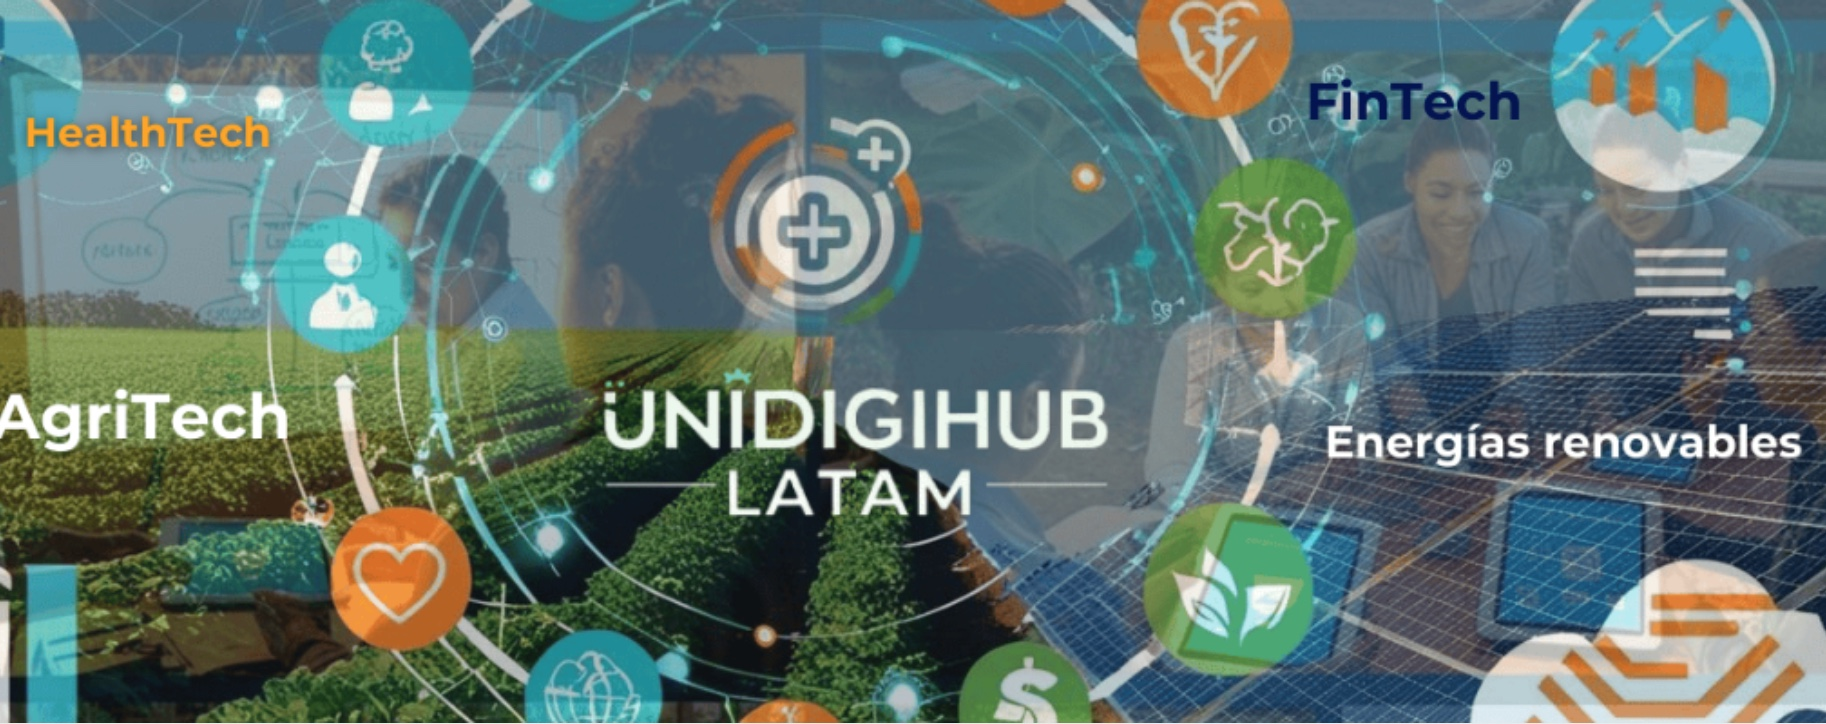 HealthTech
FinTech
AgriTech
ÜNIDIGIHUB
LATAM
Energías renovables
$